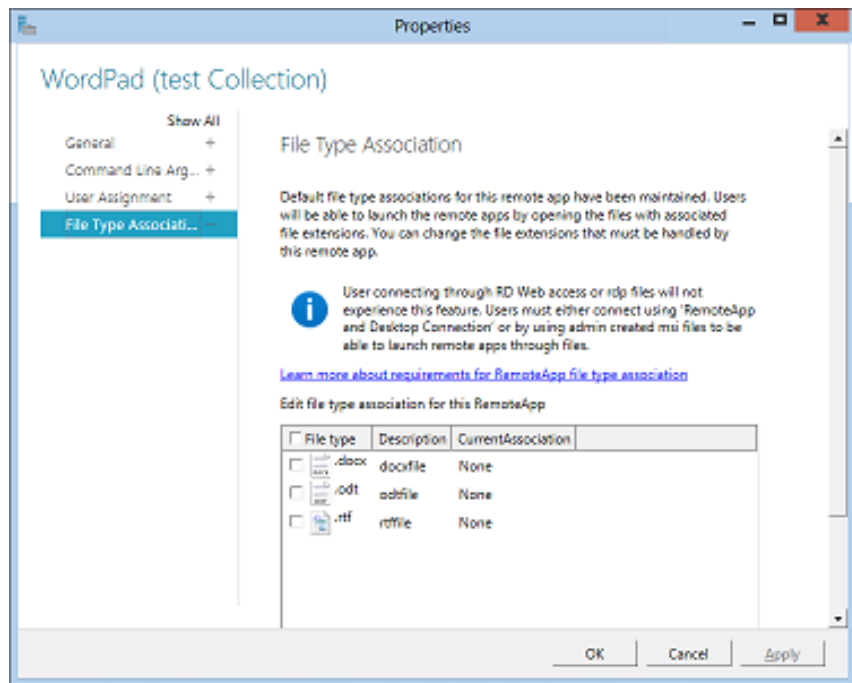 Properties
WordPad (test Collection)
Show All
General +
Command Line Arg... +
User Assignment +
File Type Associati... −
File Type Association
Default file type associations for this remote app have been maintained. Users
will be able to launch the remote apps by opening the files with associated
file extensions. You can change the file extensions that must be handled by
this remote app.
User connecting through RD Web access or rdp files will not
experience this feature. Users must either connect using 'RemoteApp
and Desktop Connection' or by using admin created msi files to be
able to launch remote apps through files.
Learn more about requirements for RemoteApp file type association
Edit file type association for this RemoteApp
File type Description CurrentAssociation
.docx docxfile None
.odt odtfile None
.rtf rtffile None
OK Cancel Apply